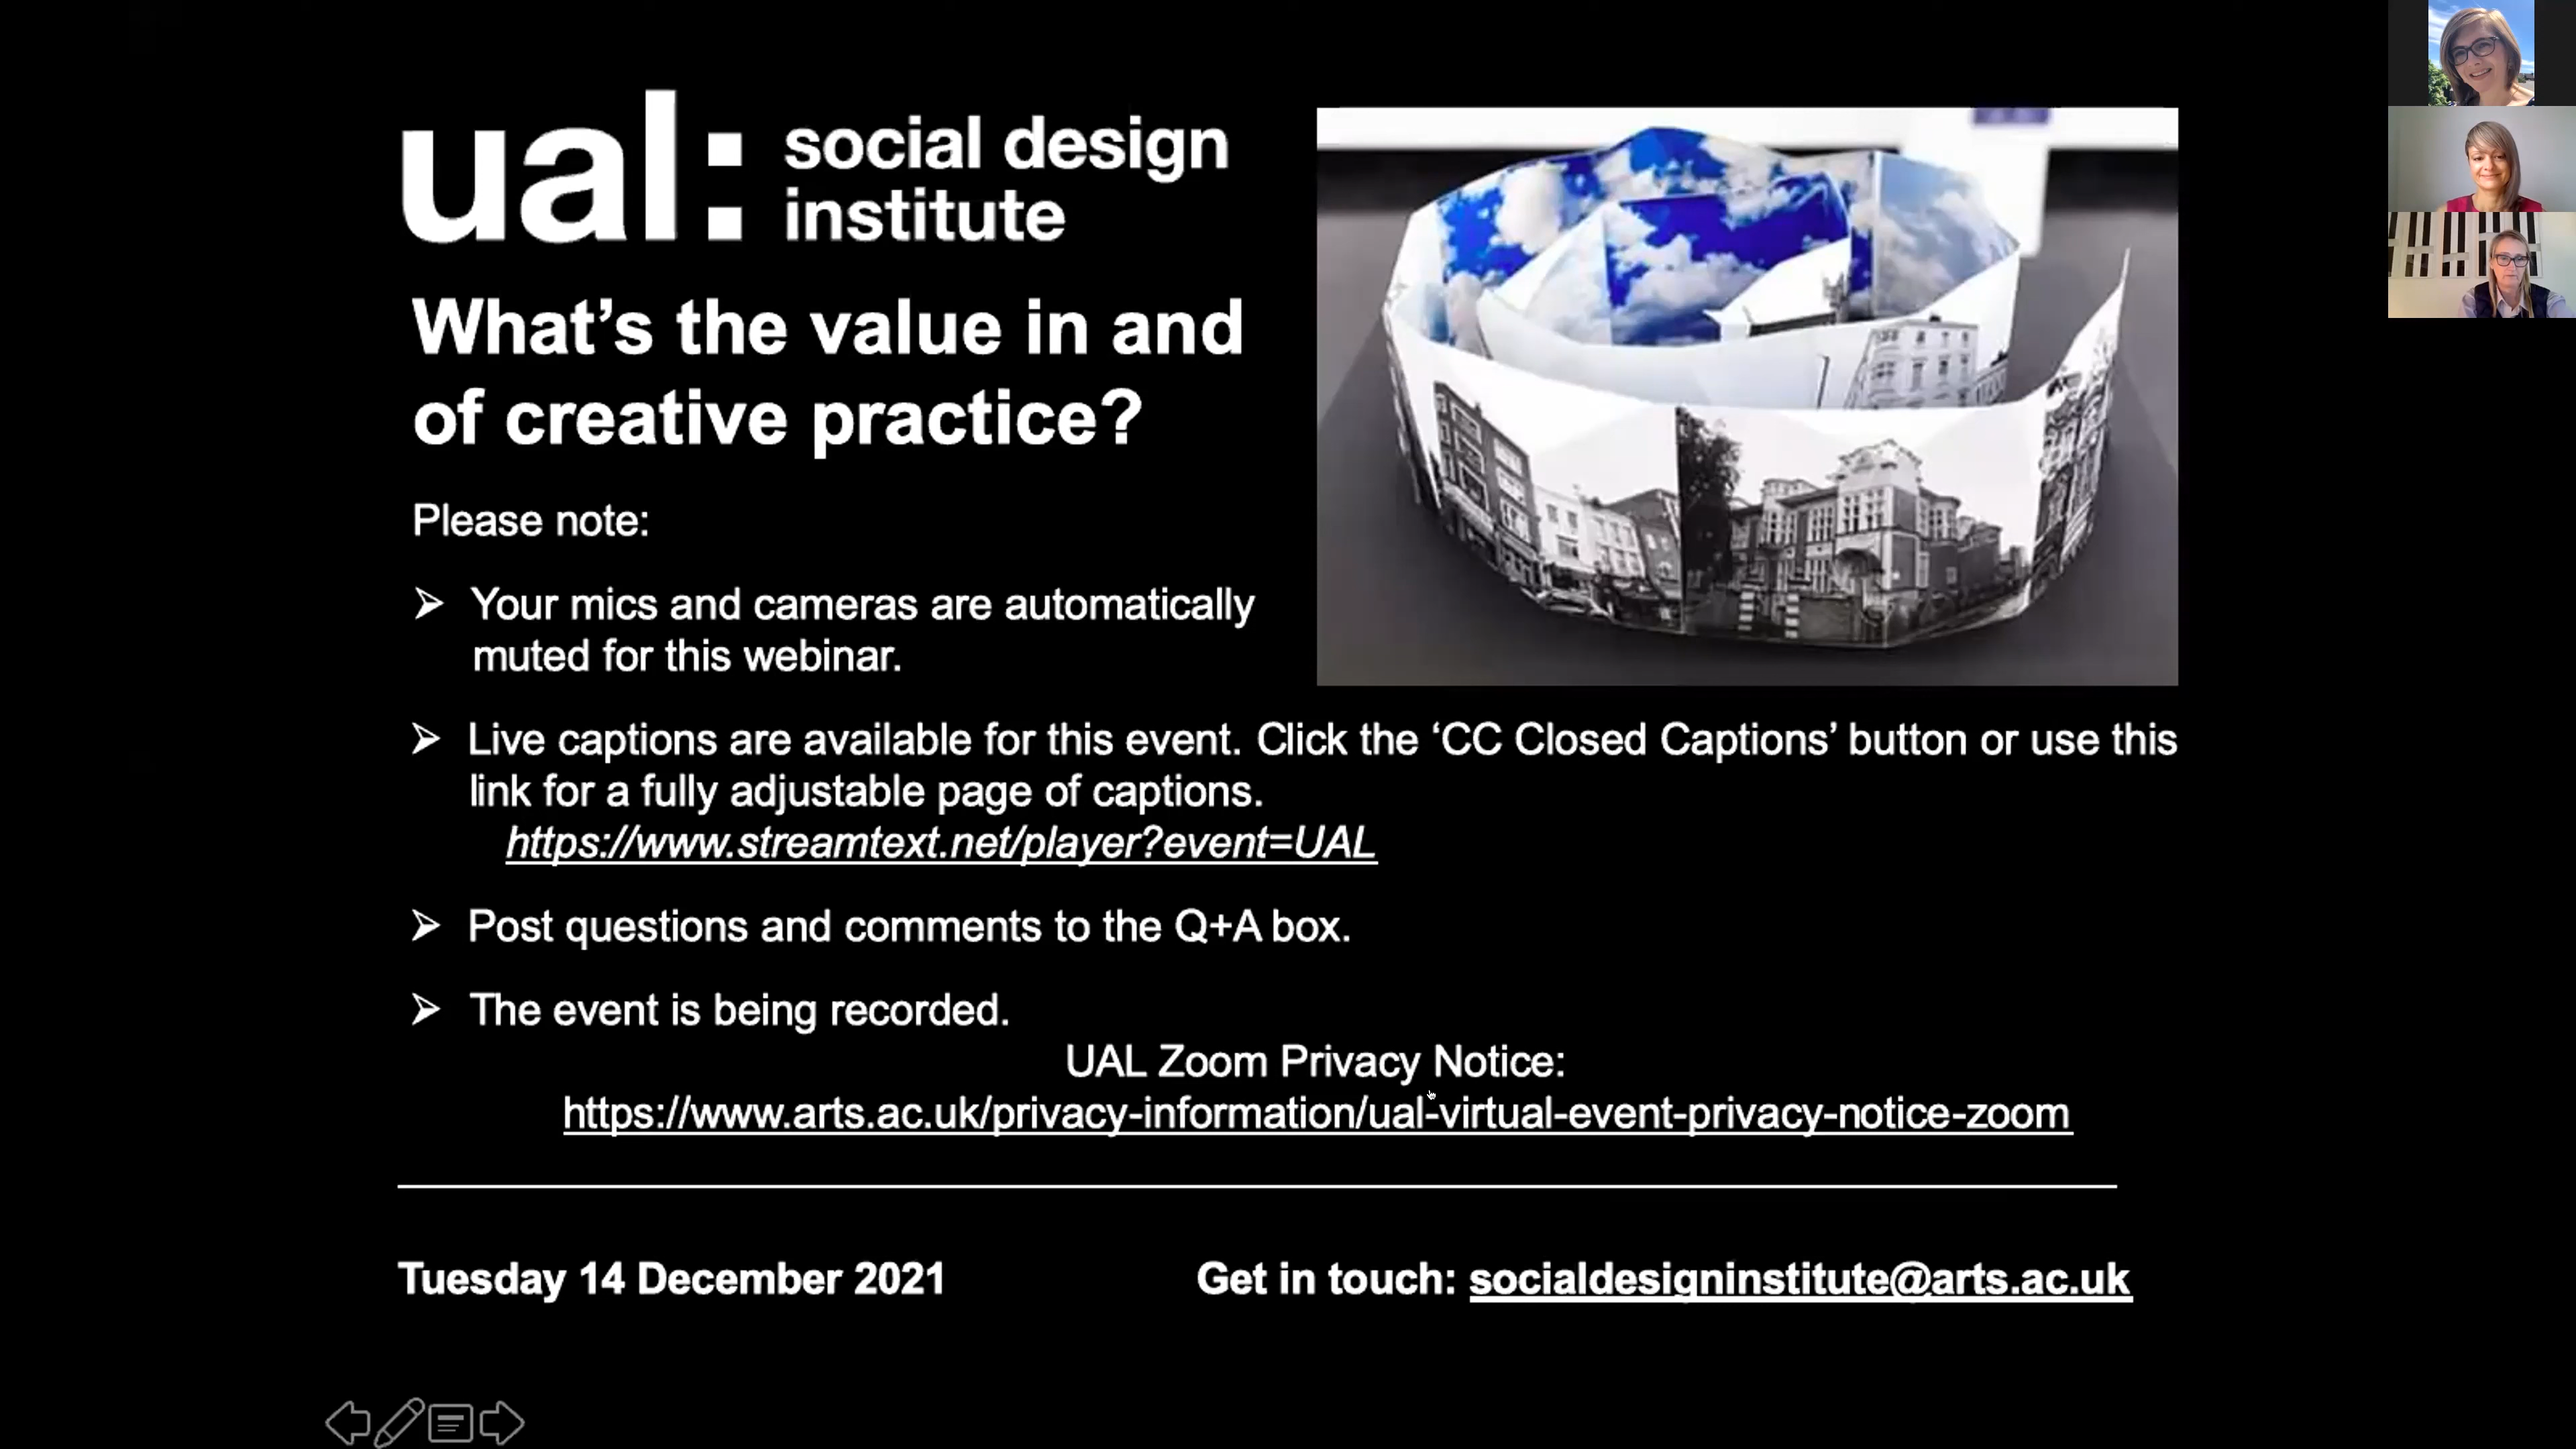 ual: social design
institute
What’s the value in and
of creative practice?
Please note:
Your mics and cameras are automatically
muted for this webinar.
Live captions are available for this event. Click the ‘CC Closed Captions’ button or use this
link for a fully adjustable page of captions.
https://www.streamtext.net/player?event=UAL
Post questions and comments to the Q+A box.
The event is being recorded.
UAL Zoom Privacy Notice:
https://www.arts.ac.uk/privacy-information/ual-virtual-event-privacy-notice-zoom
Tuesday 14 December 2021
Get in touch: socialdesigninstitute@arts.ac.uk